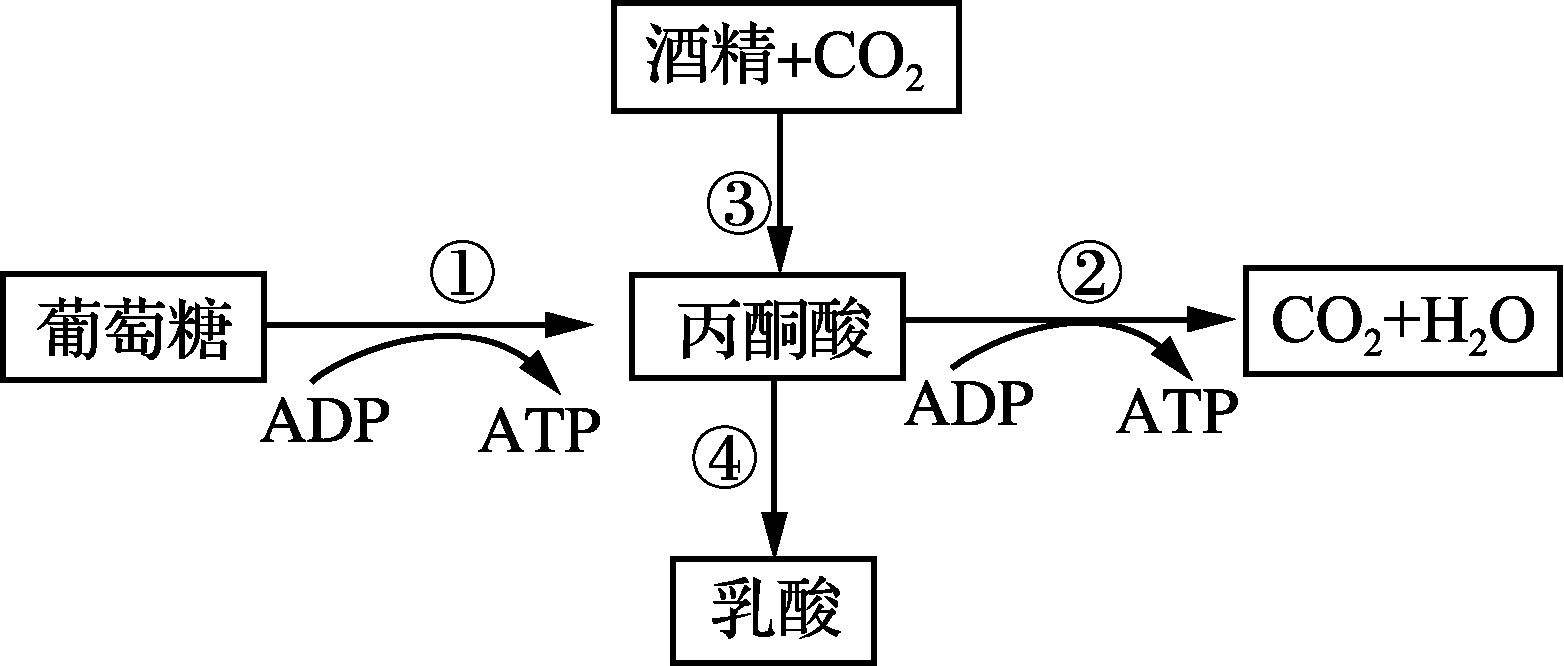 酒精+CO₂
③
① ②
葡萄糖 丙酮酸 CO₂+H₂O
ADP ATP ADP ATP
④
乳酸